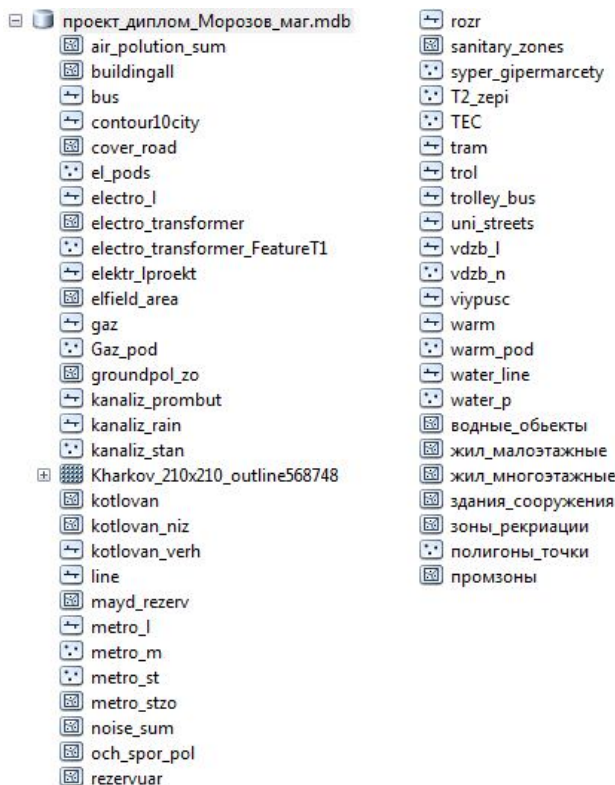 проект_диплом_Морозов_маг.mdb
air_polution_sum
buildingall
bus
contour10city
cover_road
el_pods
electro_l
electro_transformer
electro_transformer_FeatureT1
elektr_lproekt
elfield_area
gaz
Gaz_pod
groundpol_zo
kanaliz_prombut
kanaliz_rain
kanaliz_stan
Kharkov_210x210_outline568748
kotlovan
kotlovan_niz
kotlovan_verh
line
mayd_rezerv
metro_l
metro_m
metro_st
metro_stzo
noise_sum
och_spor_pol
rezervuar
rozr
sanitary_zones
syper_gipermarcety
T2_zepi
TEC
tram
trol
trolley_bus
uni_streets
vdzb_l
vdzb_n
viypusc
warm
warm_pod
water_line
water_p
водные_обьекты
жил_малоэтажные
жил_многоэтажные
здания_сооружения
зоны_рекриации
полигоны_точки
промзоны